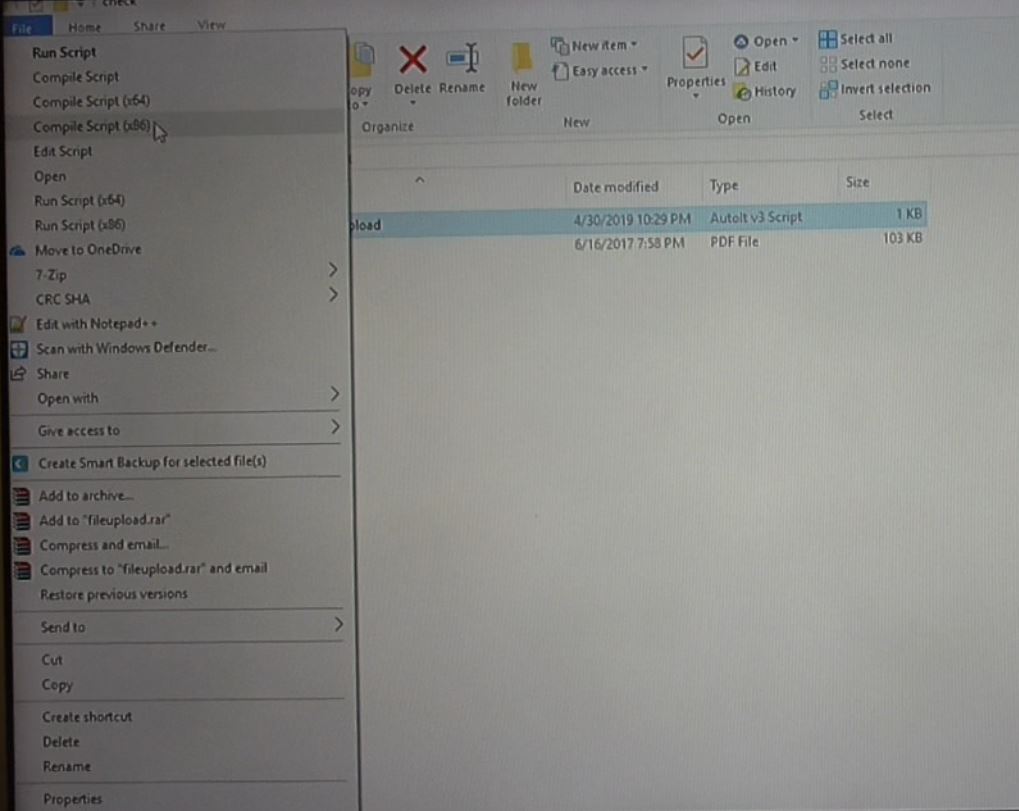 check
File Home Share View
Run Script
Compile Script
Compile Script (x64)
Compile Script (x86)
Edit Script
Open
Run Script (x64)
Run Script (x86)
Move to OneDrive
7-Zip
CRC SHA
Edit with Notepad++
Scan with Windows Defender...
Share
Open with
Give access to
Create Smart Backup for selected file(s)
Add to archive...
Add to "fileupload.rar"
Compress and email...
Compress to "fileupload.rar" and email
Restore previous versions
Send to
Cut
Copy
Create shortcut
Delete
Rename
Properties
opy
o
Delete
Rename
Organize
New
folder
New item
Easy access
New
Properties
Open
Edit
History
Open
Select all
Select none
Invert selection
Select
Date modified Type Size
pload 4/30/2019 10:29 PM AutoIt v3 Script 1 KB
6/16/2017 7:58 PM PDF File 103 KB